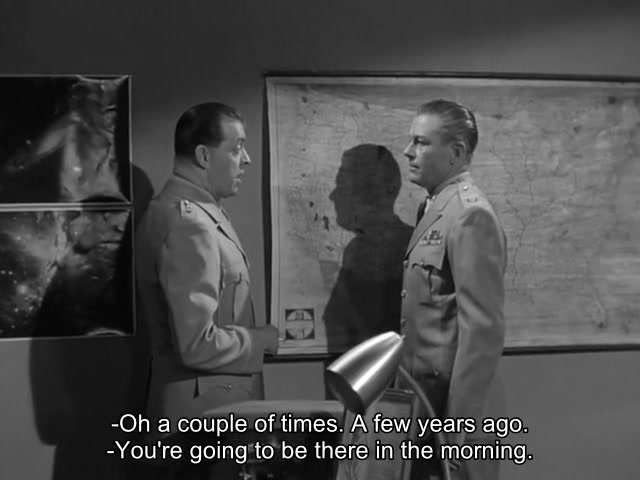 -Oh a couple of times. A few years ago.
-You're going to be there in the morning.